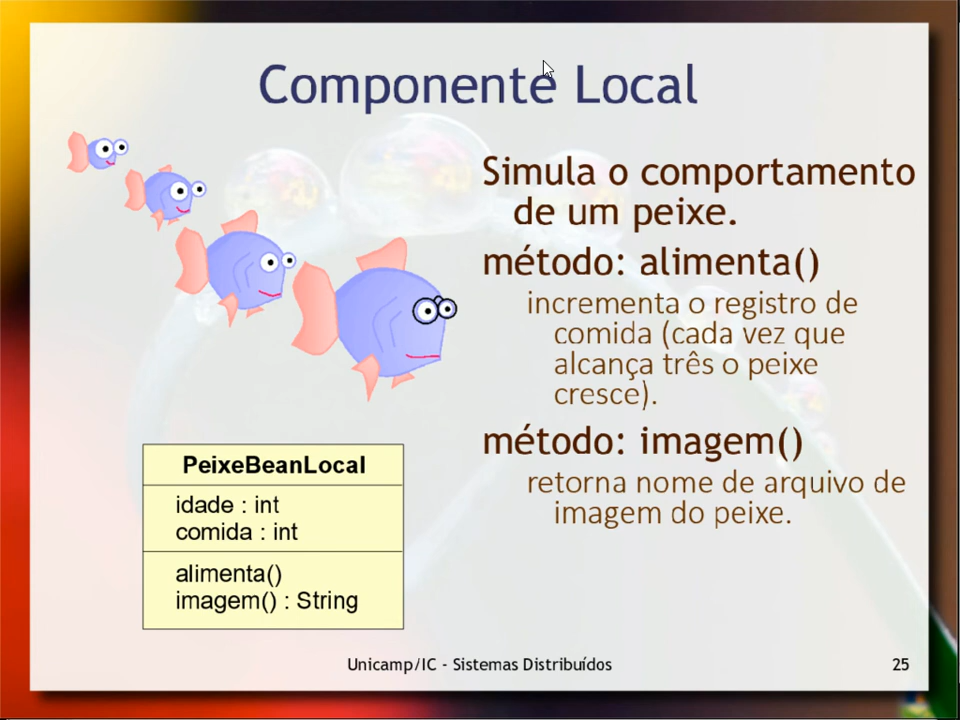 Componente Local
Simula o comportamento
de um peixe.
método: alimenta()
incrementa o registro de
comida (cada vez que
alcança três o peixe
cresce).
método: imagem()
retorna nome de arquivo de
imagem do peixe.
PeixeBeanLocal
idade : int
comida : int
alimenta()
imagem() : String
Unicamp/IC - Sistemas Distribuídos
25